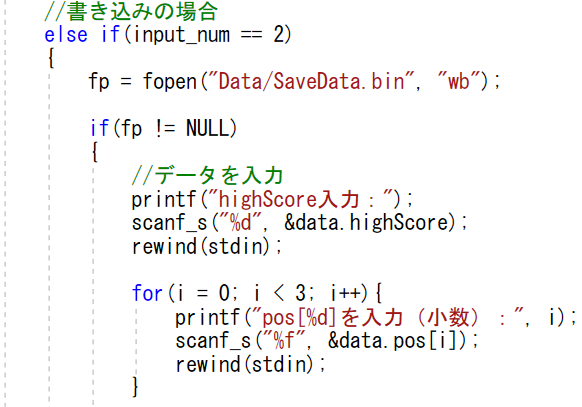 //書き込みの場合
else if(input_num == 2)
{
fp = fopen("Data/SaveData.bin", "wb");
if(fp != NULL)
{
//データを入力
printf("highScore入力：");
scanf_s("%d", &data.highScore);
rewind(stdin);
for(i = 0; i < 3; i++){
printf("pos[%d]を入力（小数）：", i);
scanf_s("%f", &data.pos[i]);
rewind(stdin);
}